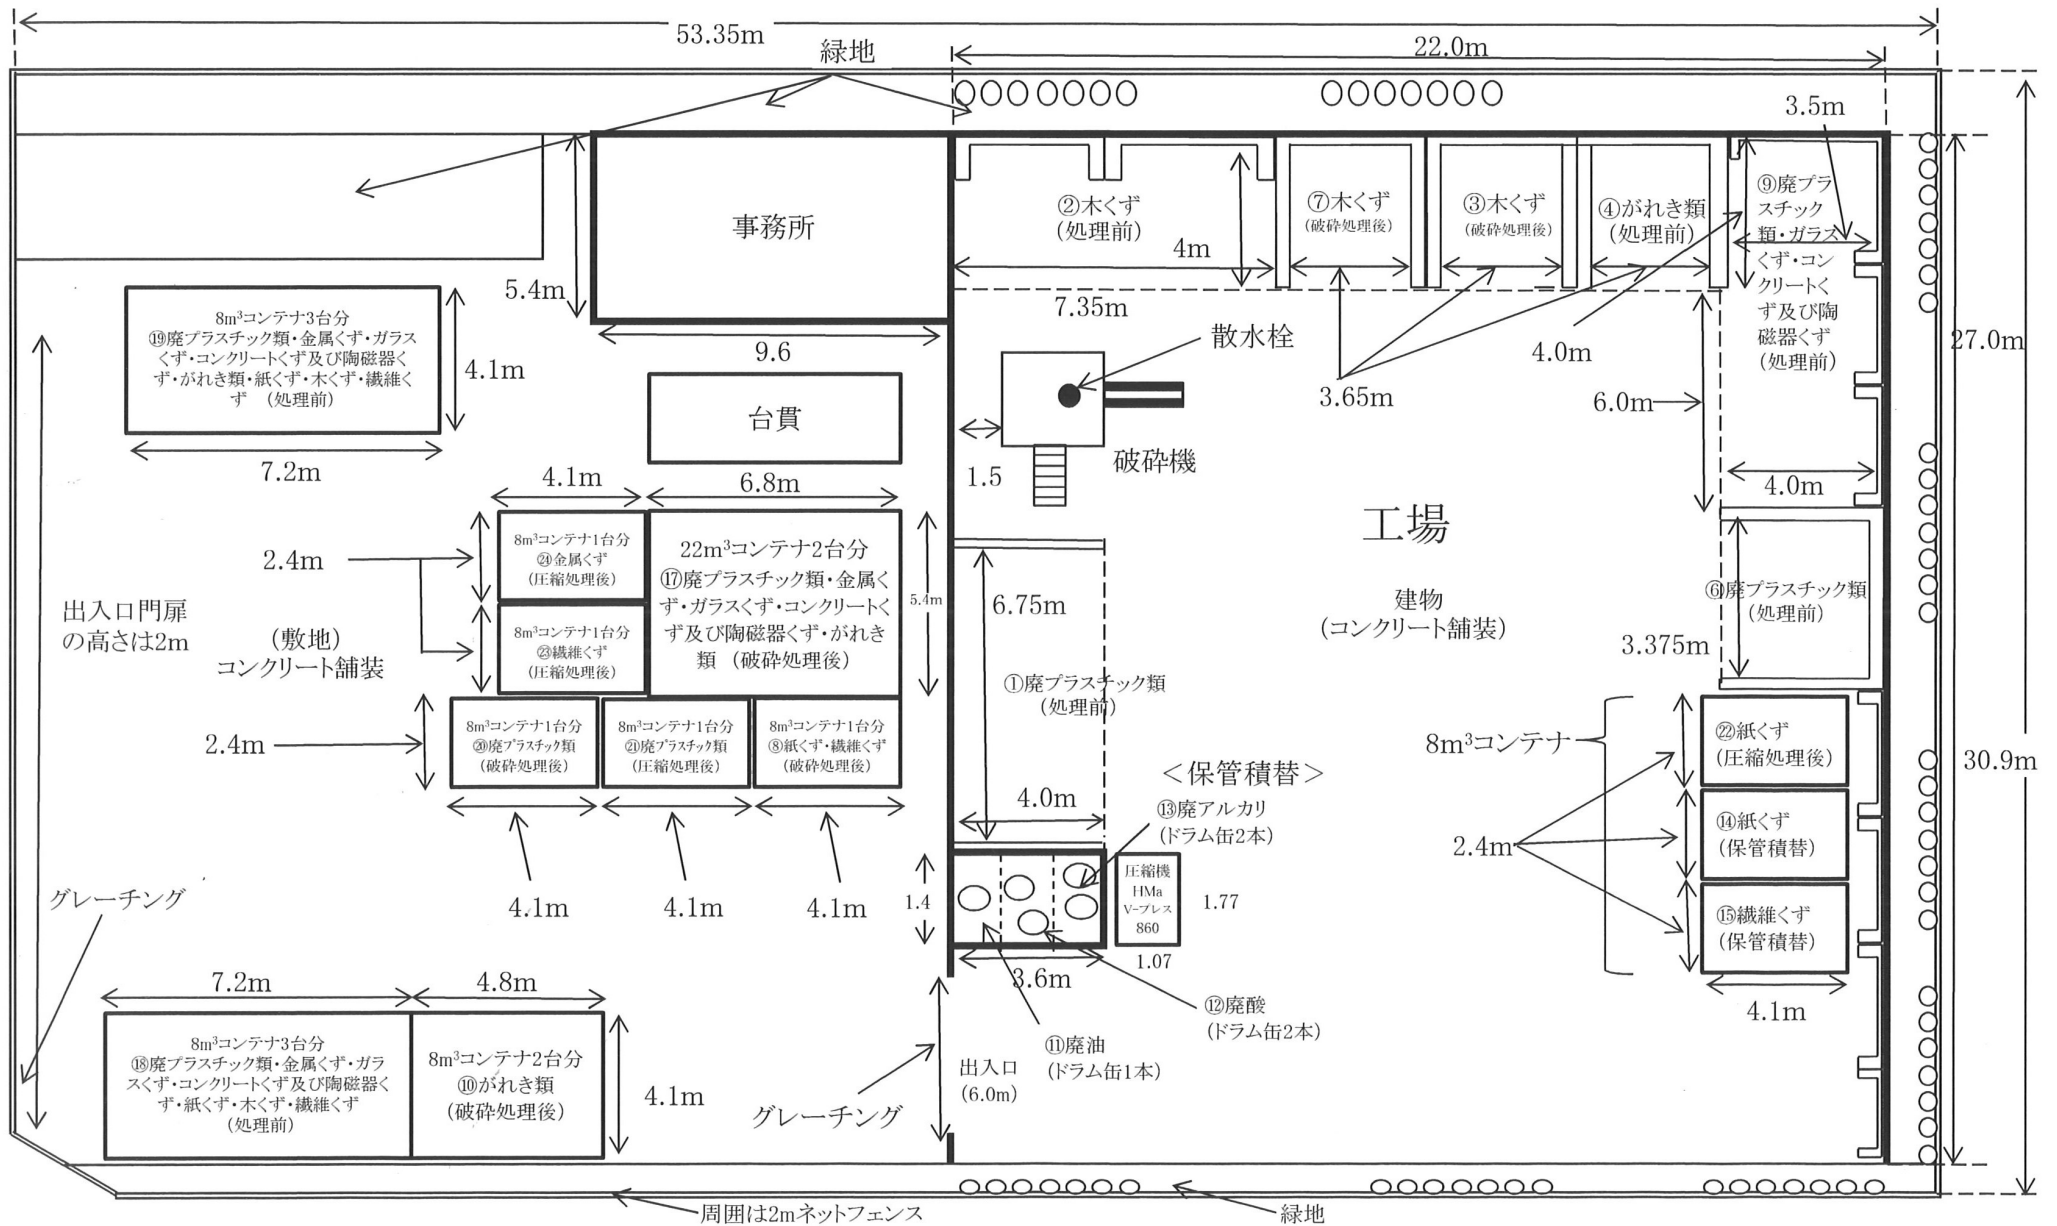 53.35m
緑地
22.0m
3.5m
事務所
5.4m
9.6
②木くず
(処理前)
4m
7.35m
⑦木くず
(破砕処理後)
③木くず
(破砕処理後)
④がれき類
(処理前)
3.65m
4.0m
⑨廃プラ
スチック
類・ガラス
くず・コン
クリートく
ず及び陶
磁器くず
(処理前)
27.0m
30.9m
8m³コンテナ3台分
⑲廃プラスチック類・金属くず・ガラス
くず・コンクリートくず及び陶磁器く
ず・がれき類・紙くず・木くず・繊維く
ず (処理前)
4.1m
7.2m
台貫
散水栓
破砕機
1.5
6.0m
4.0m
4.1m
6.8m
2.4m
8m³コンテナ1台分
㉔金属くず
(圧縮処理後)
8m³コンテナ1台分
㉓繊維くず
(圧縮処理後)
22m³コンテナ2台分
⑰廃プラスチック類・金属く
ず・ガラスくず・コンクリートく
ず及び陶磁器くず・がれき
類 (破砕処理後)
5.4m
出入口門扉
の高さは2m
(敷地)
コンクリート舗装
2.4m
8m³コンテナ1台分
⑳廃プラスチック類
(破砕処理後)
8m³コンテナ1台分
㉑廃プラスチック類
(圧縮処理後)
8m³コンテナ1台分
⑧紙くず・繊維くず
(破砕処理後)
4.1m
4.1m
4.1m
工場
建物
(コンクリート舗装)
6.75m
①廃プラスチック類
(処理前)
4.0m
⑥廃プラスチック類
(処理前)
3.375m
8m³コンテナ
2.4m
㉒紙くず
(圧縮処理後)
⑭紙くず
(保管積替)
⑮繊維くず
(保管積替)
4.1m
<保管積替>
⑬廃アルカリ
(ドラム缶2本)
1.4
圧縮機
HMa
V-プレス
860
1.77
1.07
3.6m
⑫廃酸
(ドラム缶2本)
⑪廃油
(ドラム缶1本)
出入口
(6.0m)
グレーチング
グレーチング
7.2m
4.8m
8m³コンテナ3台分
⑱廃プラスチック類・金属くず・ガラ
スくず・コンクリートくず及び陶磁器く
ず・紙くず・木くず・繊維くず
(処理前)
8m³コンテナ2台分
⑩がれき類
(破砕処理後)
4.1m
周囲は2mネットフェンス
緑地